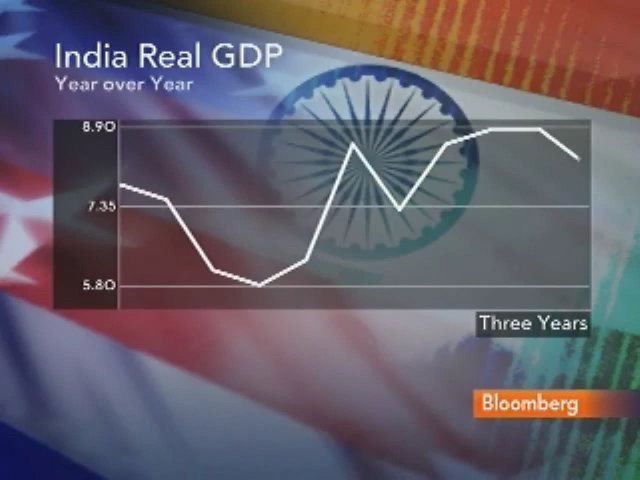 India Real GDP
Year over Year
8.90
7.35
5.80
Three Years
Bloomberg